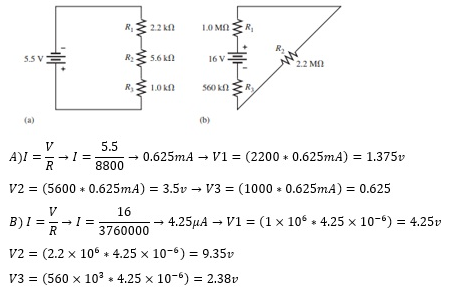 R₁ 2.2 kΩ
5.5 V
-
+
R₂ 5.6 kΩ
R₃ 1.0 kΩ
(a)
1.0 MΩ R₁
+
16 V
-
R₂
2.2 MΩ
560 kΩ R₃
(b)
A)I = V/R → I = 5.5/8800 → 0.625mA → V1 = (2200 * 0.625mA) = 1.375v
V2 = (5600 * 0.625mA) = 3.5v → V3 = (1000 * 0.625mA) = 0.625
B) I = V/R → I = 16/3760000 → 4.25μA → V1 = (1 × 10⁶ * 4.25 × 10⁻⁶) = 4.25v
V2 = (2.2 × 10⁶ * 4.25 × 10⁻⁶) = 9.35v
V3 = (560 × 10³ * 4.25 × 10⁻⁶) = 2.38v